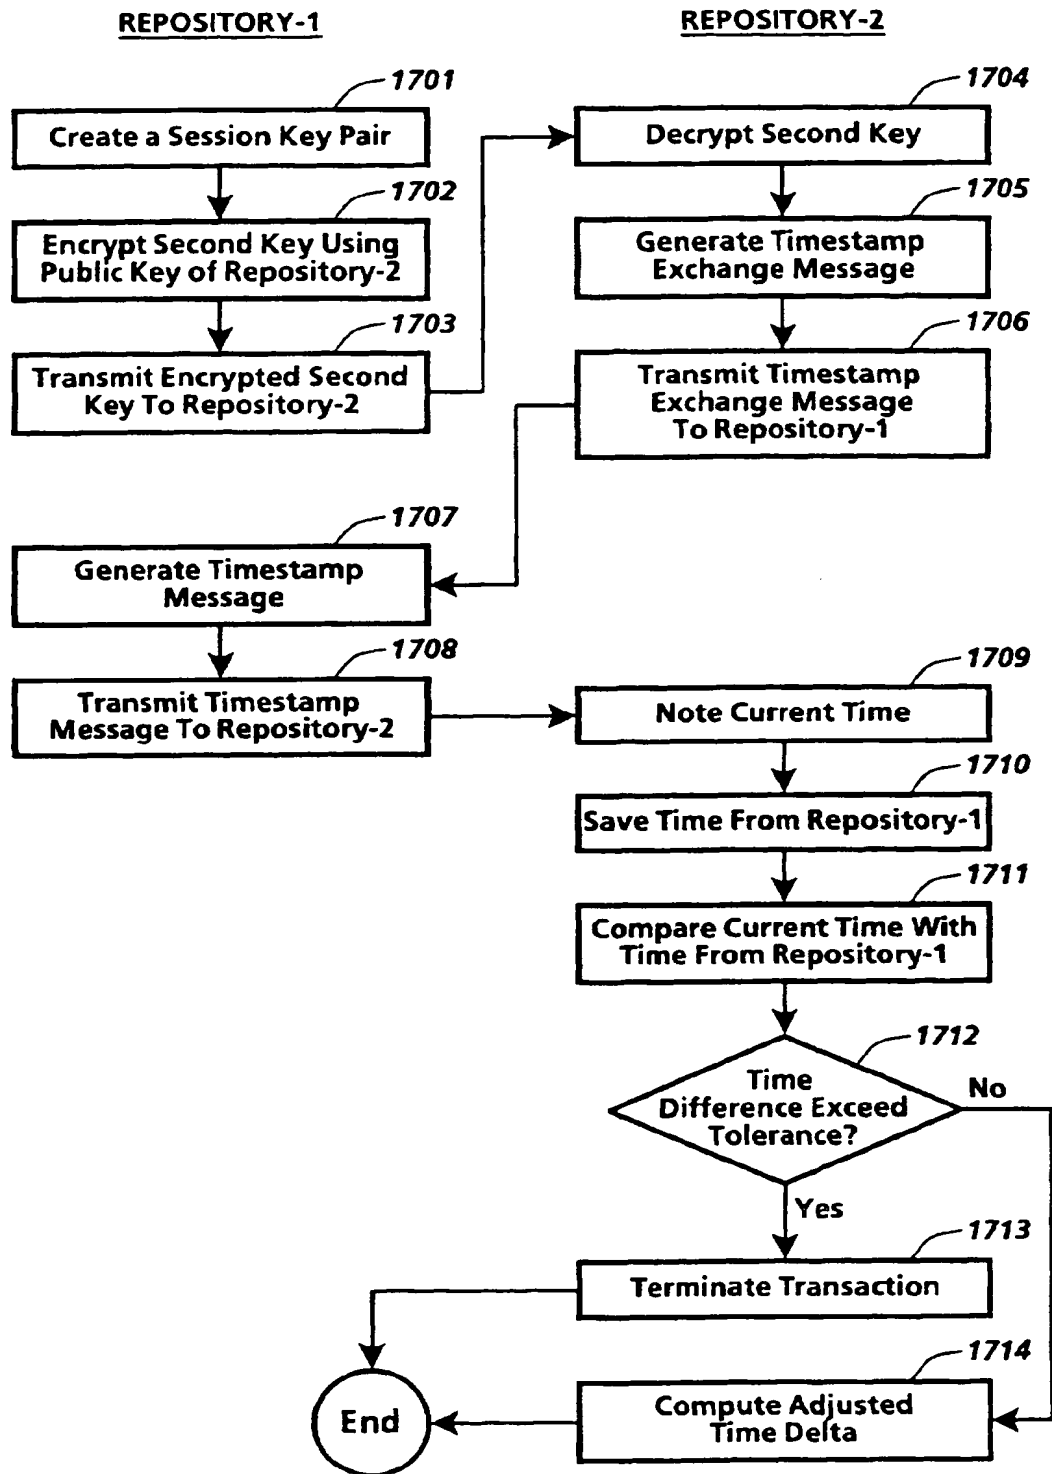 REPOSITORY-1
REPOSITORY-2
1701
Create a Session Key Pair
1702
Encrypt Second Key Using
Public Key of Repository-2
1703
Transmit Encrypted Second
Key To Repository-2
1704
Decrypt Second Key
1705
Generate Timestamp
Exchange Message
1706
Transmit Timestamp
Exchange Message
To Repository-1
1707
Generate Timestamp
Message
1708
Transmit Timestamp
Message To Repository-2
1709
Note Current Time
1710
Save Time From Repository-1
1711
Compare Current Time With
Time From Repository-1
1712
Time
Difference Exceed
Tolerance?
No
Yes
1713
Terminate Transaction
1714
Compute Adjusted
Time Delta
End